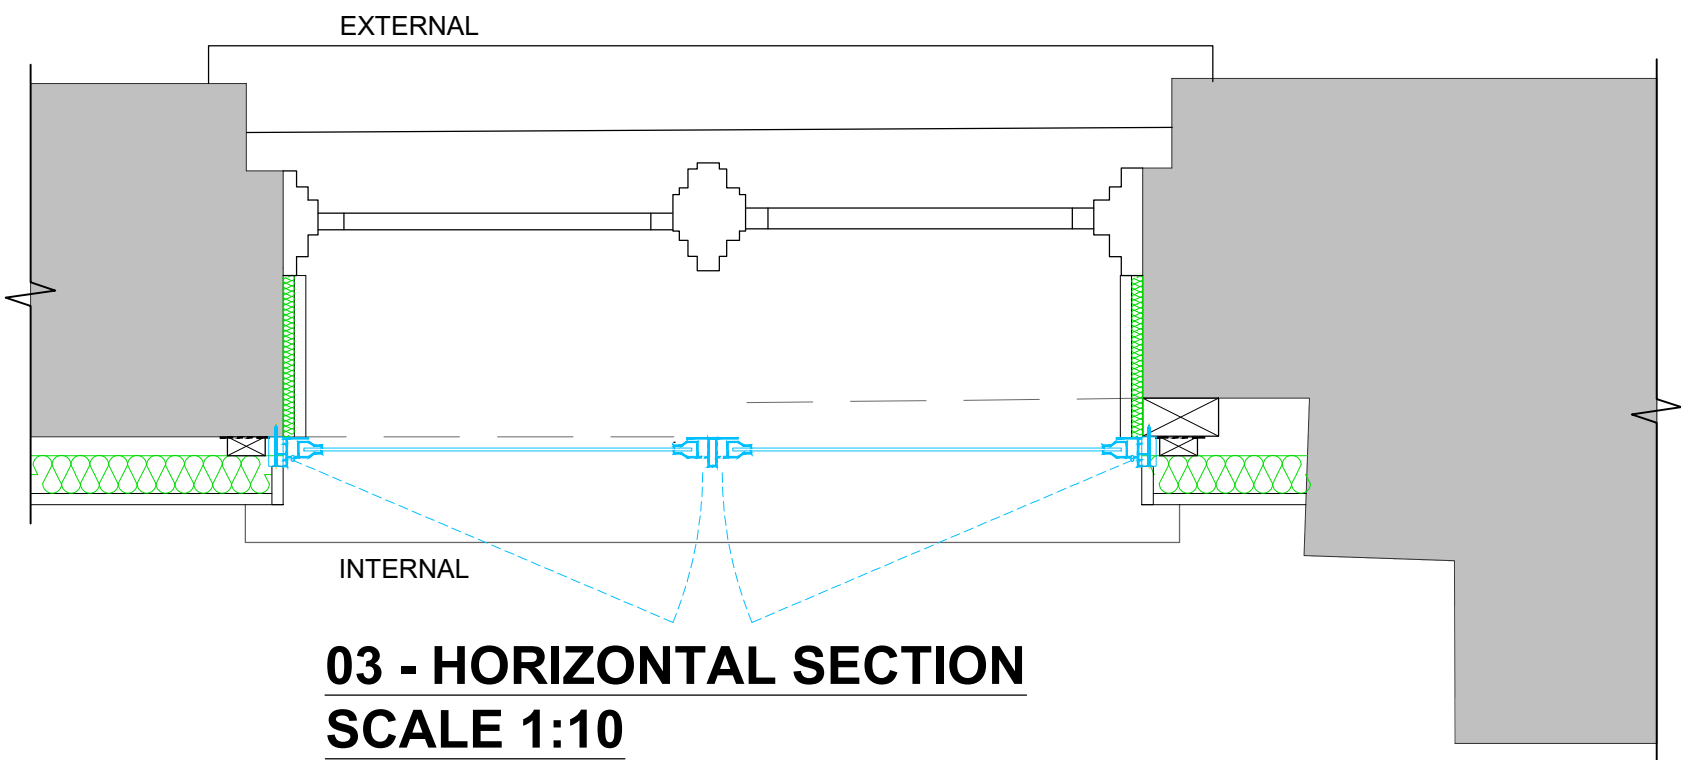 EXTERNAL
INTERNAL
03 - HORIZONTAL SECTION
SCALE 1:10